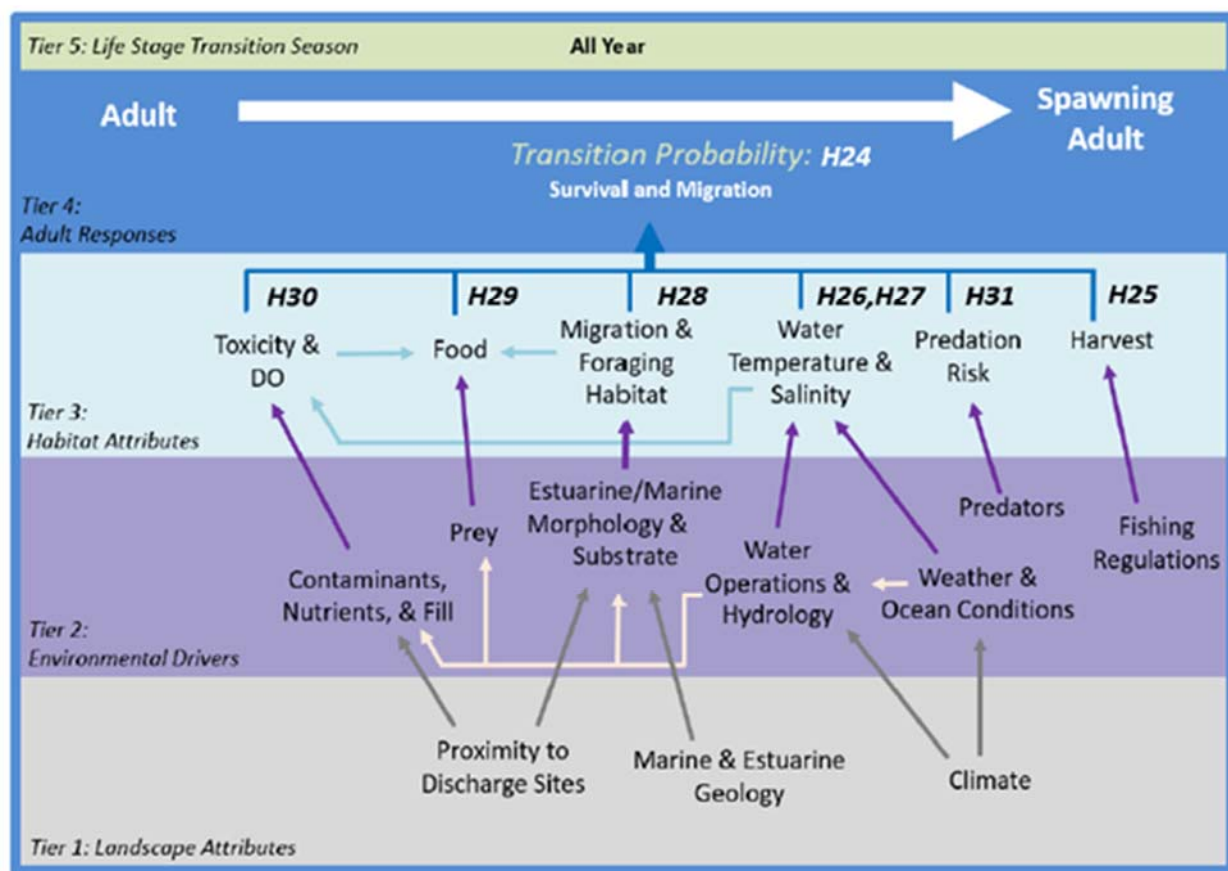 Tier 5: Life Stage Transition Season
All Year
Adult
Spawning
Adult
Transition Probability: H24
Survival and Migration
Tier 4:
Adult Responses
H30
H29
H28
H26,H27
H31
H25
Toxicity &
DO
Food
Migration &
Foraging
Habitat
Water
Temperature &
Salinity
Predation
Risk
Harvest
Tier 3:
Habitat Attributes
Contaminants,
Nutrients, & Fill
Prey
Estuarine/Marine
Morphology &
Substrate
Water
Operations &
Hydrology
Weather &
Ocean Conditions
Predators
Fishing
Regulations
Tier 2:
Environmental Drivers
Proximity to
Discharge Sites
Marine & Estuarine
Geology
Climate
Tier 1: Landscape Attributes